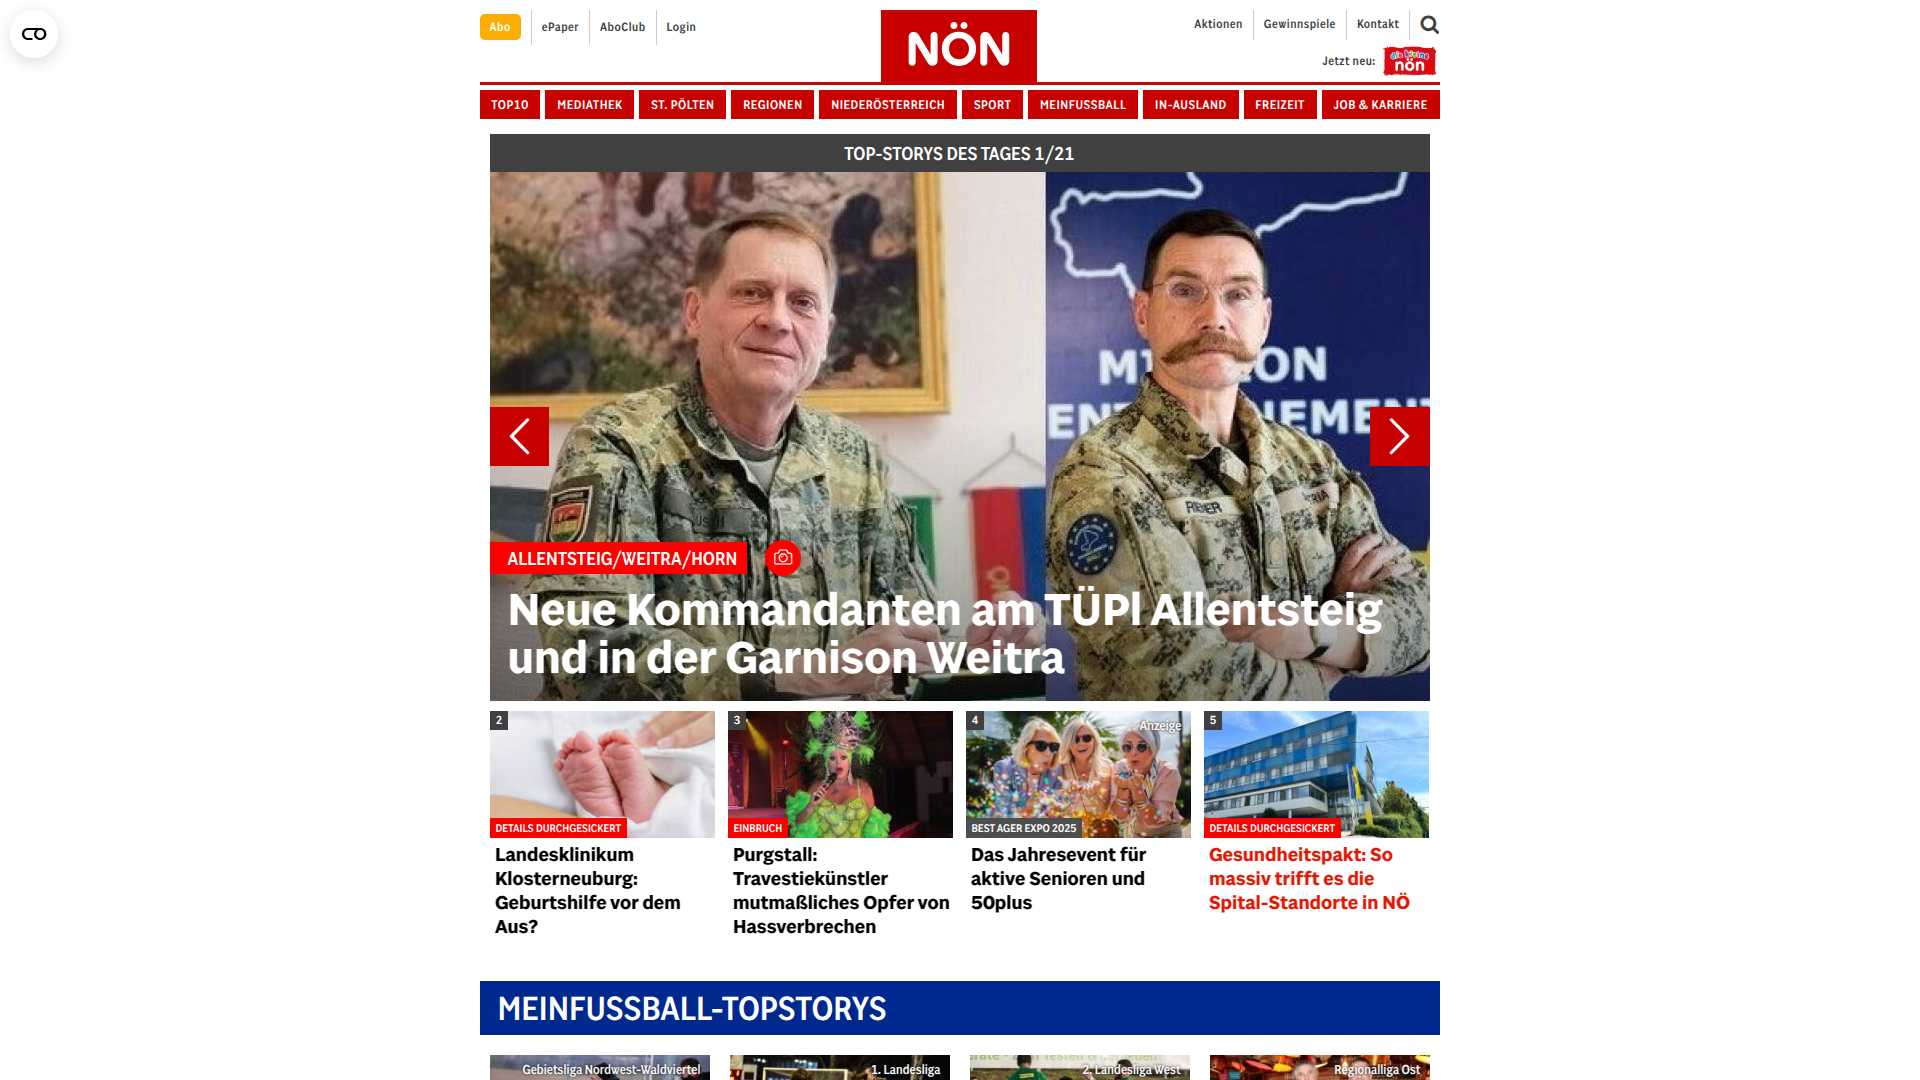 Abo
ePaper
AboClub
Login
NÖN
Aktionen
Gewinnspiele
Kontakt
Jetzt neu:
die kleine
nön
TOP10
MEDIATHEK
ST. PÖLTEN
REGIONEN
NIEDERÖSTERREICH
SPORT
MEINFUSSBALL
IN-AUSLAND
FREIZEIT
JOB & KARRIERE
TOP-STORYS DES TAGES 1/21
ALLENTSTEIG/WEITRA/HORN
Neue Kommandanten am TÜPl Allentsteig
und in der Garnison Weitra
2
DETAILS DURCHGESICKERT
Landesklinikum
Klosterneuburg:
Geburtshilfe vor dem
Aus?
3
EINBRUCH
Purgstall:
Travestiekünstler
mutmaßliches Opfer von
Hassverbrechen
4
Anzeige
BEST AGER EXPO 2025
Das Jahresevent für
aktive Senioren und
50plus
5
DETAILS DURCHGESICKERT
Gesundheitspakt: So
massiv trifft es die
Spital-Standorte in NÖ
MEINFUSSBALL-TOPSTORYS
Gebietsliga Nordwest-Waldviertel
1. Landesliga
2. Landesliga West
Regionalliga Ost